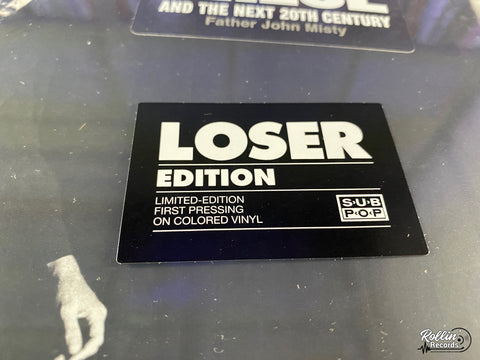 AND THE NEXT 20TH CENTURY
Father John Misty
LOSER
EDITION
LIMITED-EDITION
FIRST PRESSING
ON COLORED VINYL
SUB
POP
Rollin'
Records